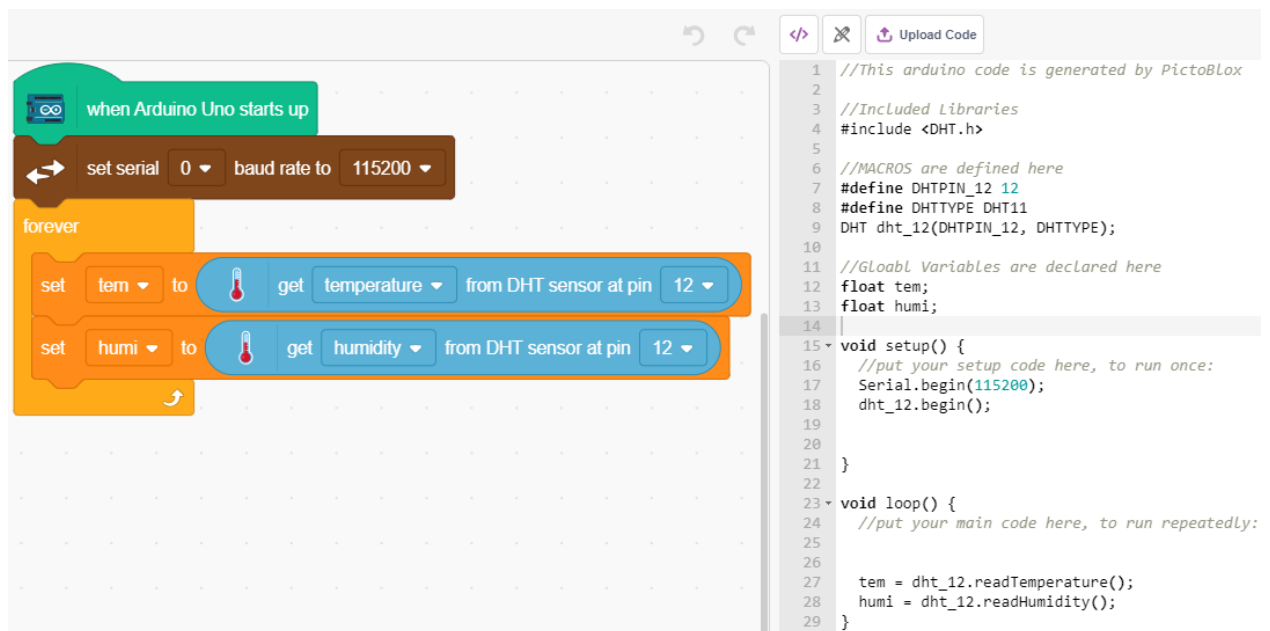 </> Upload Code
when Arduino Uno starts up
set serial 0 baud rate to 115200
forever
set tem to get temperature from DHT sensor at pin 12
set humi to get humidity from DHT sensor at pin 12
1 //This arduino code is generated by PictoBlox
2
3 //Included Libraries
4 #include <DHT.h>
5
6 //MACROS are defined here
7 #define DHTPIN_12 12
8 #define DHTTYPE DHT11
9 DHT dht_12(DHTPIN_12, DHTTYPE);
10
11 //Gloabl Variables are declared here
12 float tem;
13 float humi;
14
15 void setup() {
16 //put your setup code here, to run once:
17 Serial.begin(115200);
18 dht_12.begin();
19
20
21 }
22
23 void loop() {
24 //put your main code here, to run repeatedly:
25
26
27 tem = dht_12.readTemperature();
28 humi = dht_12.readHumidity();
29 }